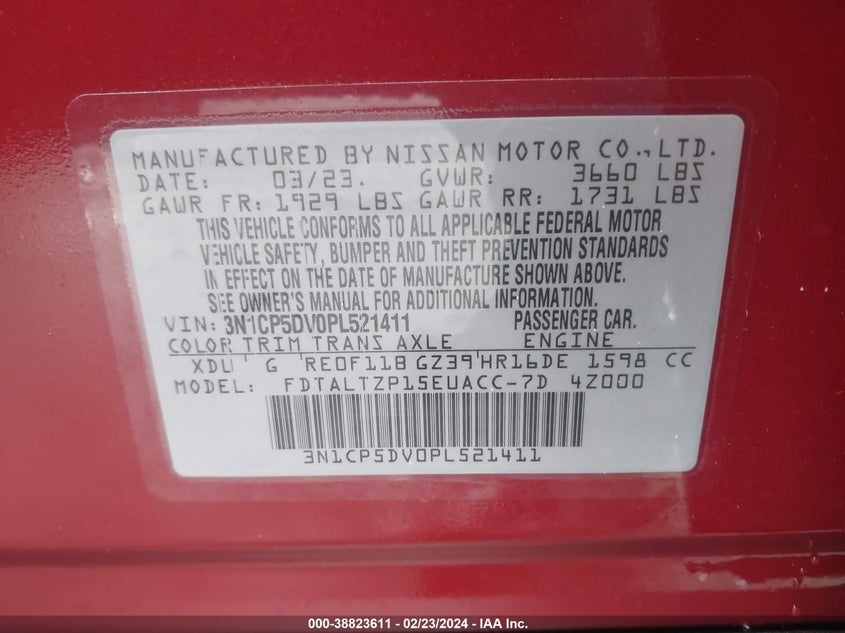 MANUFACTURED BY NISSAN MOTOR CO., LTD.
DATE: 03/23. GVWR: 3660 LBS
GAWR FR: 1929 LBS GAWR RR: 1731 LBS
THIS VEHICLE CONFORMS TO ALL APPLICABLE FEDERAL MOTOR
VEHICLE SAFETY, BUMPER AND THEFT PREVENTION STANDARDS
IN EFFECT ON THE DATE OF MANUFACTURE SHOWN ABOVE.
SEE OWNER'S MANUAL FOR ADDITIONAL INFORMATION.
VIN: 3N1CP5DV0PL521411 PASSENGER CAR.
COLOR TRIM TRANS AXLE ENGINE
XDU G RE0F11B GZ39 HR16DE 1598 CC
MODEL: FDTALTZP15EUACC-7D 4Z000
3N1CP5DV0PL521411
000-38823611 - 02/23/2024 - IAA Inc.